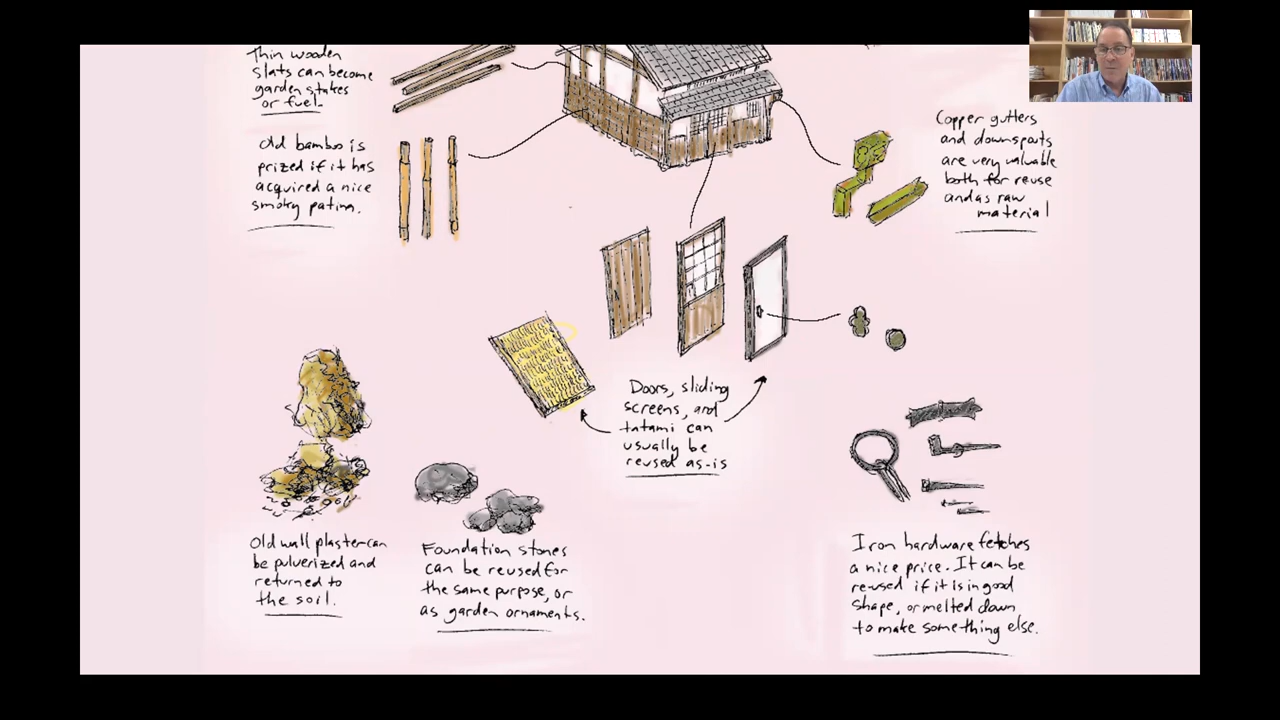 Thin wooden
slats can become
garden stakes
or fuel.
Old bamboo is
prized if it has
acquired a nice
smoky patina.
Copper gutters
and downspouts
are very valuable
both for reuse
and as raw
material
Doors, sliding
screens, and
tatami can
usually be
reused as-is
Old wall plaster can
be pulverized and
returned to
the soil.
Foundation stones
can be reused for
the same purpose, or
as garden ornaments.
Iron hardware fetches
a nice price. It can be
reused if it is in good
shape, or melted down
to make something else.